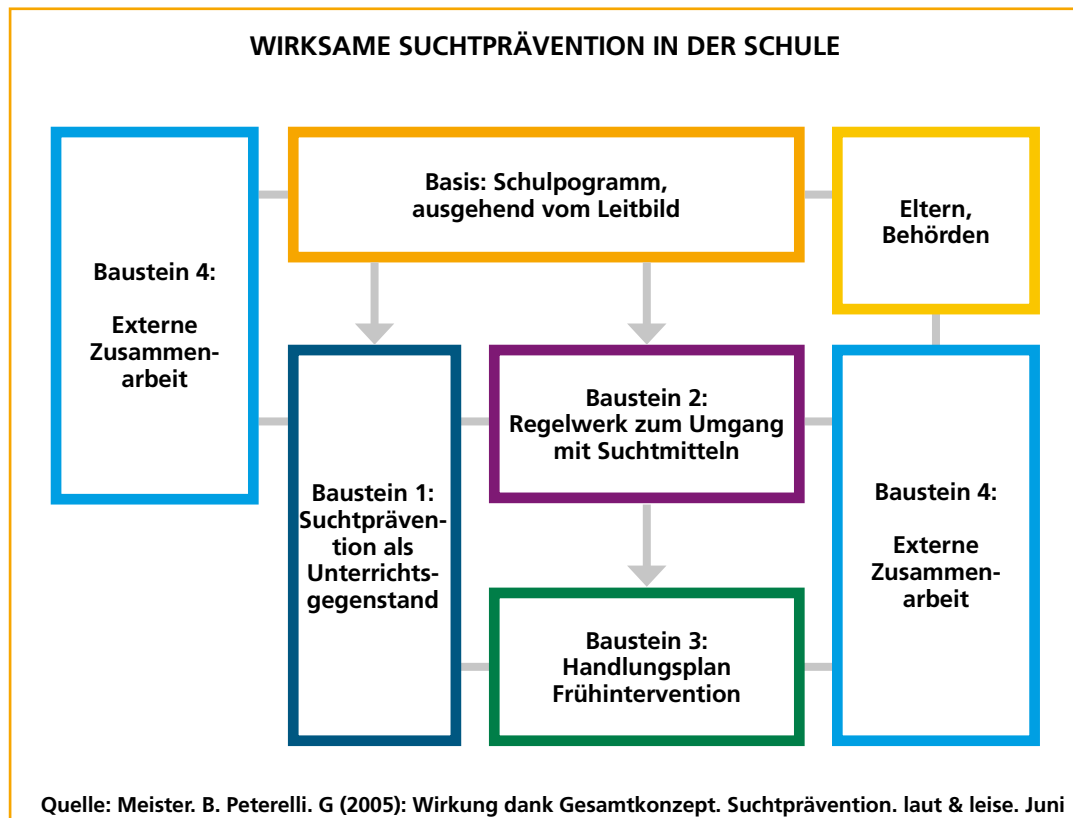 WIRKSAME SUCHTPRÄVENTION IN DER SCHULE
Basis: Schulpogramm,
ausgehend vom Leitbild
Eltern,
Behörden
Baustein 4:
Externe
Zusammen-
arbeit
Baustein 1:
Suchtpräven-
tion als
Unterrichts-
gegenstand
Baustein 2:
Regelwerk zum Umgang
mit Suchtmitteln
Baustein 3:
Handlungsplan
Frühintervention
Baustein 4:
Externe
Zusammen-
arbeit
Quelle: Meister. B. Peterelli. G (2005): Wirkung dank Gesamtkonzept. Suchtprävention. laut & leise. Juni